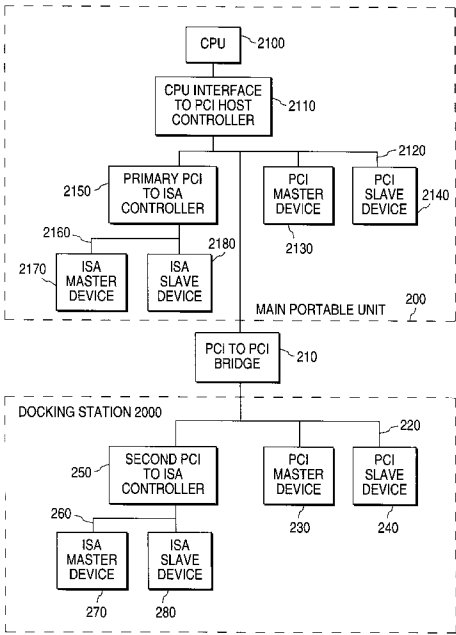 CPU
2100
CPU INTERFACE
TO PCI HOST
CONTROLLER
2110
2120
2150
PRIMARY PCI
TO ISA
CONTROLLER
PCI
MASTER
DEVICE
2130
PCI
SLAVE
DEVICE
2140
2160
2170
ISA
MASTER
DEVICE
2180
ISA
SLAVE
DEVICE
MAIN PORTABLE UNIT
200
PCI TO PCI
BRIDGE
210
DOCKING STATION 2000
220
250
SECOND PCI
TO ISA
CONTROLLER
PCI
MASTER
DEVICE
230
PCI
SLAVE
DEVICE
240
260
ISA
MASTER
DEVICE
270
ISA
SLAVE
DEVICE
280